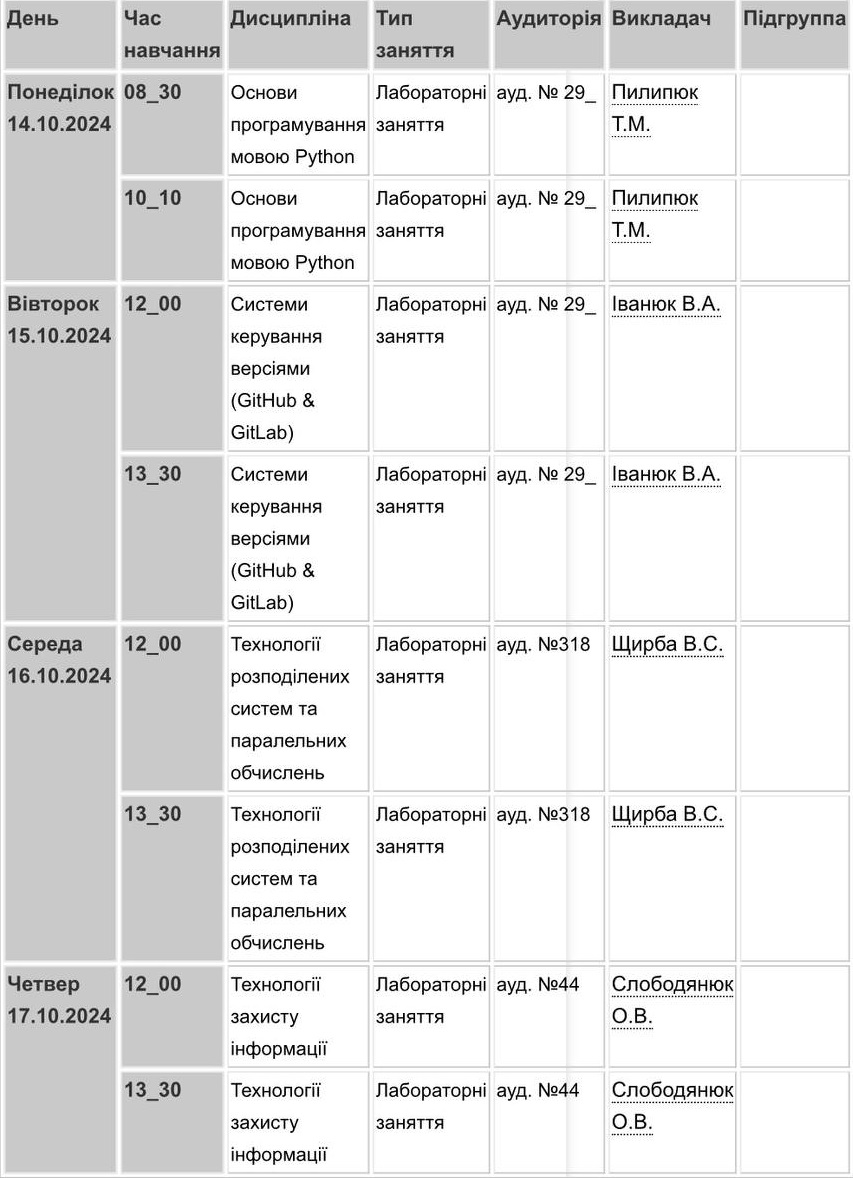 День
Час навчання
Дисципліна
Тип заняття
Аудиторія
Викладач
Підгруппа
Понеділок
14.10.2024
08_30
Основи
програмування
мовою Python
Лабораторні
заняття
ауд. № 29_
Пилипюк
Т.М.
10_10
Основи
програмування
мовою Python
Лабораторні
заняття
ауд. № 29_
Пилипюк
Т.М.
Вівторок
15.10.2024
12_00
Системи
керування
версіями
(GitHub &
GitLab)
Лабораторні
заняття
ауд. № 29_
Іванюк В.А.
13_30
Системи
керування
версіями
(GitHub &
GitLab)
Лабораторні
заняття
ауд. № 29_
Іванюк В.А.
Середа
16.10.2024
12_00
Технології
розподілених
систем та
паралельних
обчислень
Лабораторні
заняття
ауд. №318
Щирба В.С.
13_30
Технології
розподілених
систем та
паралельних
обчислень
Лабораторні
заняття
ауд. №318
Щирба В.С.
Четвер
17.10.2024
12_00
Технології
захисту
інформації
Лабораторні
заняття
ауд. №44
Слободянюк
О.В.
13_30
Технології
захисту
інформації
Лабораторні
заняття
ауд. №44
Слободянюк
О.В.